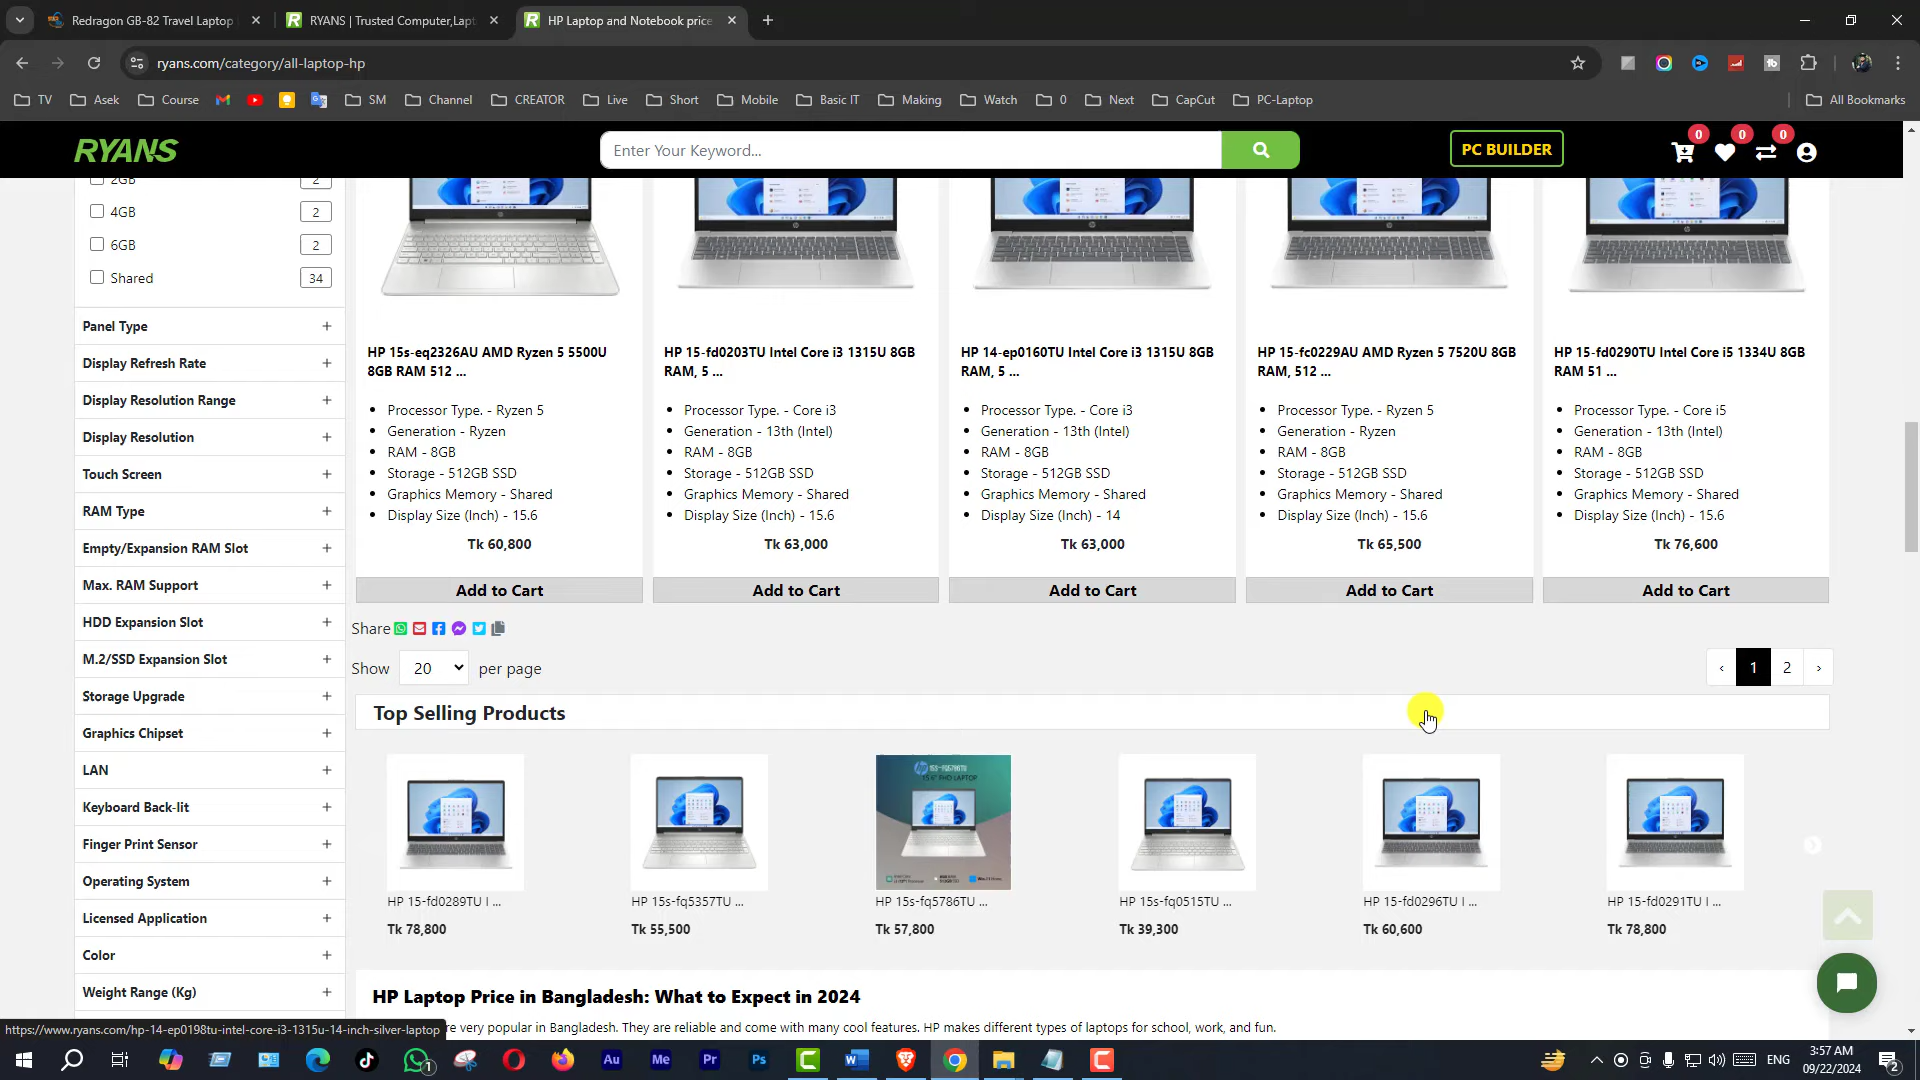 Redragon GB-82 Travel Laptop
RYANS | Trusted Computer,Lapt
HP Laptop and Notebook price
ryans.com/category/all-laptop-hp
TV
Asek
Course
SM
Channel
CREATOR
Live
Short
Mobile
Basic IT
Making
Watch
0
Next
CapCut
PC-Laptop
All Bookmarks
RYANS
Enter Your Keyword...
PC BUILDER
0
0
0
2GB 2
4GB 2
6GB 2
Shared 34
Panel Type +
Display Refresh Rate +
Display Resolution Range +
Display Resolution +
Touch Screen +
RAM Type +
Empty/Expansion RAM Slot +
Max. RAM Support +
HDD Expansion Slot +
M.2/SSD Expansion Slot +
Storage Upgrade +
Graphics Chipset +
LAN +
Keyboard Back-lit +
Finger Print Sensor +
Operating System +
Licensed Application +
Color +
Weight Range (Kg) +
HP 15s-eq2326AU AMD Ryzen 5 5500U
8GB RAM 512 ...
Processor Type. - Ryzen 5
Generation - Ryzen
RAM - 8GB
Storage - 512GB SSD
Graphics Memory - Shared
Display Size (Inch) - 15.6
Tk 60,800
Add to Cart
HP 15-fd0203TU Intel Core i3 1315U 8GB
RAM, 5 ...
Processor Type. - Core i3
Generation - 13th (Intel)
RAM - 8GB
Storage - 512GB SSD
Graphics Memory - Shared
Display Size (Inch) - 15.6
Tk 63,000
Add to Cart
HP 14-ep0160TU Intel Core i3 1315U 8GB
RAM, 5 ...
Processor Type. - Core i3
Generation - 13th (Intel)
RAM - 8GB
Storage - 512GB SSD
Graphics Memory - Shared
Display Size (Inch) - 14
Tk 63,000
Add to Cart
HP 15-fc0229AU AMD Ryzen 5 7520U 8GB
RAM, 512 ...
Processor Type. - Ryzen 5
Generation - Ryzen
RAM - 8GB
Storage - 512GB SSD
Graphics Memory - Shared
Display Size (Inch) - 15.6
Tk 65,500
Add to Cart
HP 15-fd0290TU Intel Core i5 1334U 8GB
RAM 51 ...
Processor Type. - Core i5
Generation - 13th (Intel)
RAM - 8GB
Storage - 512GB SSD
Graphics Memory - Shared
Display Size (Inch) - 15.6
Tk 76,600
Add to Cart
Share
Show 20 per page
‹ 1 2 ›
Top Selling Products
15S-FQ5786TU
15.6" FHD LAPTOP
HP 15-fd0289TU I ...
Tk 78,800
HP 15s-fq5357TU ...
Tk 55,500
HP 15s-fq5786TU ...
Tk 57,800
HP 15s-fq0515TU ...
Tk 39,300
HP 15-fd0296TU I ...
Tk 60,600
HP 15-fd0291TU I ...
Tk 78,800
HP Laptop Price in Bangladesh: What to Expect in 2024
re very popular in Bangladesh. They are reliable and come with many cool features. HP makes different types of laptops for school, work, and fun.
https://www.ryans.com/hp-14-ep0198tu-intel-core-i3-1315u-14-inch-silver-laptop
1
Au
Me
Pr
Ps
ENG
3:57 AM
09/22/2024
2